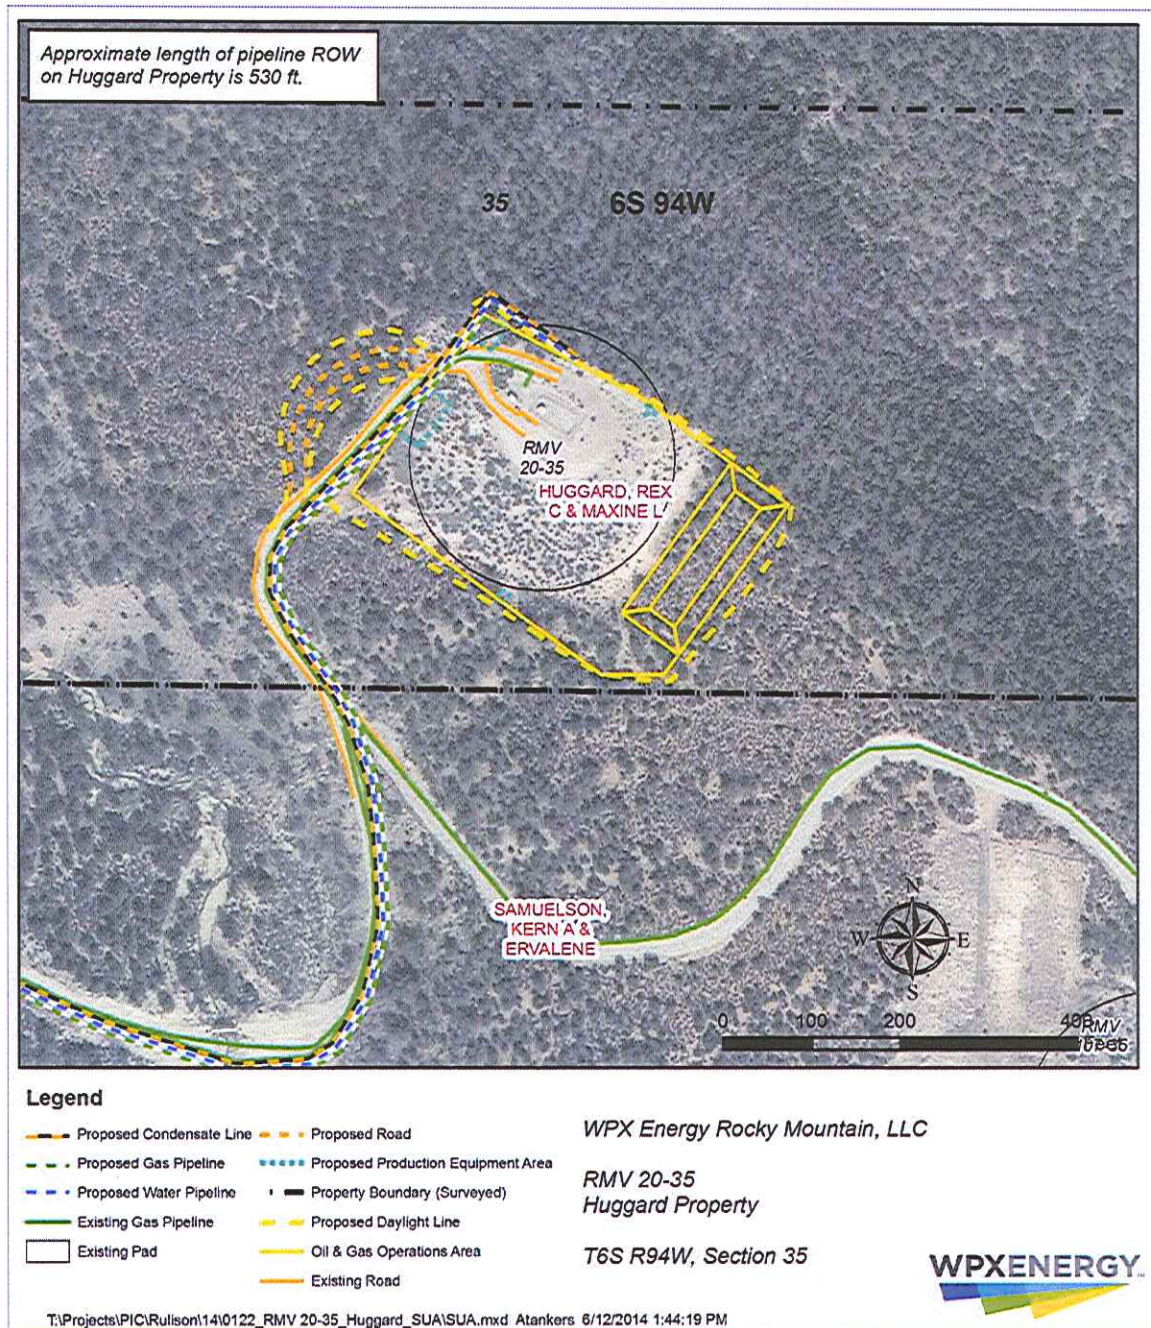 Approximate length of pipeline ROW
on Huggard Property is 530 ft.
35
6S 94W
RMV
20-35
HUGGARD, REX
C & MAXINE L
SAMUELSON,
KERN A &
ERVALENE
N
W
E
S
0
100
200
RMV
Legend
Proposed Condensate Line
Proposed Gas Pipeline
Proposed Water Pipeline
Existing Gas Pipeline
Existing Pad
Proposed Road
Proposed Production Equipment Area
Property Boundary (Surveyed)
Proposed Daylight Line
Oil & Gas Operations Area
Existing Road
WPX Energy Rocky Mountain, LLC
RMV 20-35
Huggard Property
T6S R94W, Section 35
WPXENERGY
T:\Projects\PIC\Rulison\14\0122_RMV 20-35_Huggard_SUA\SUA.mxd Atankers 6/12/2014 1:44:19 PM